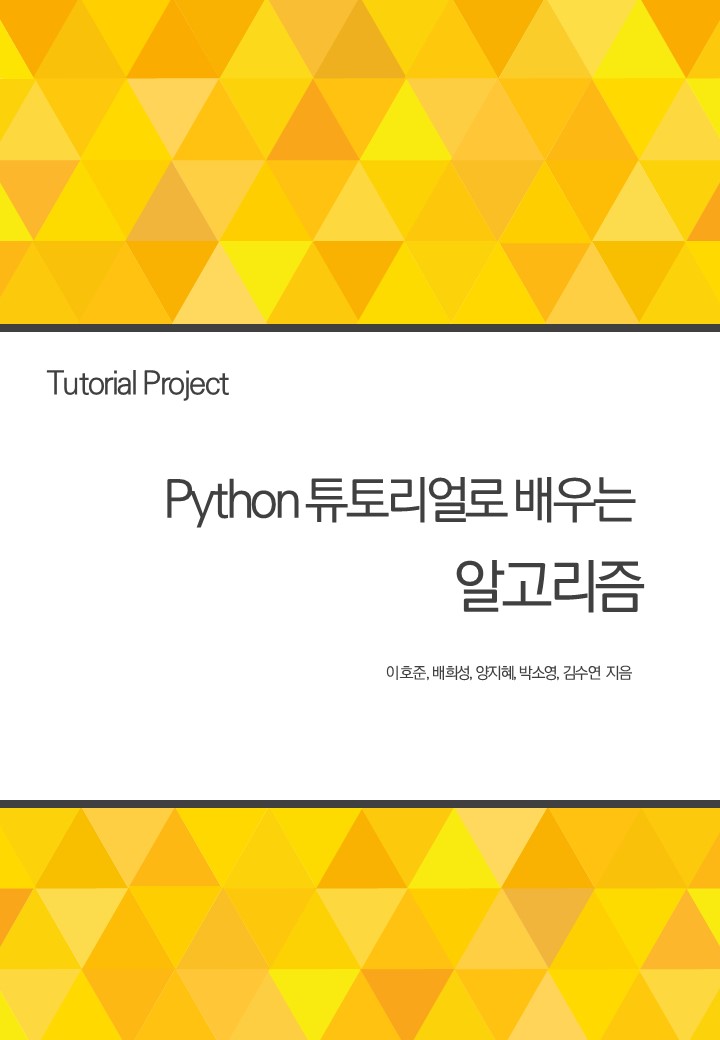 Tutorial Project
Python 튜토리얼로 배우는
알고리즘
이호준, 배희성, 양지혜, 박소영, 김수연 지음